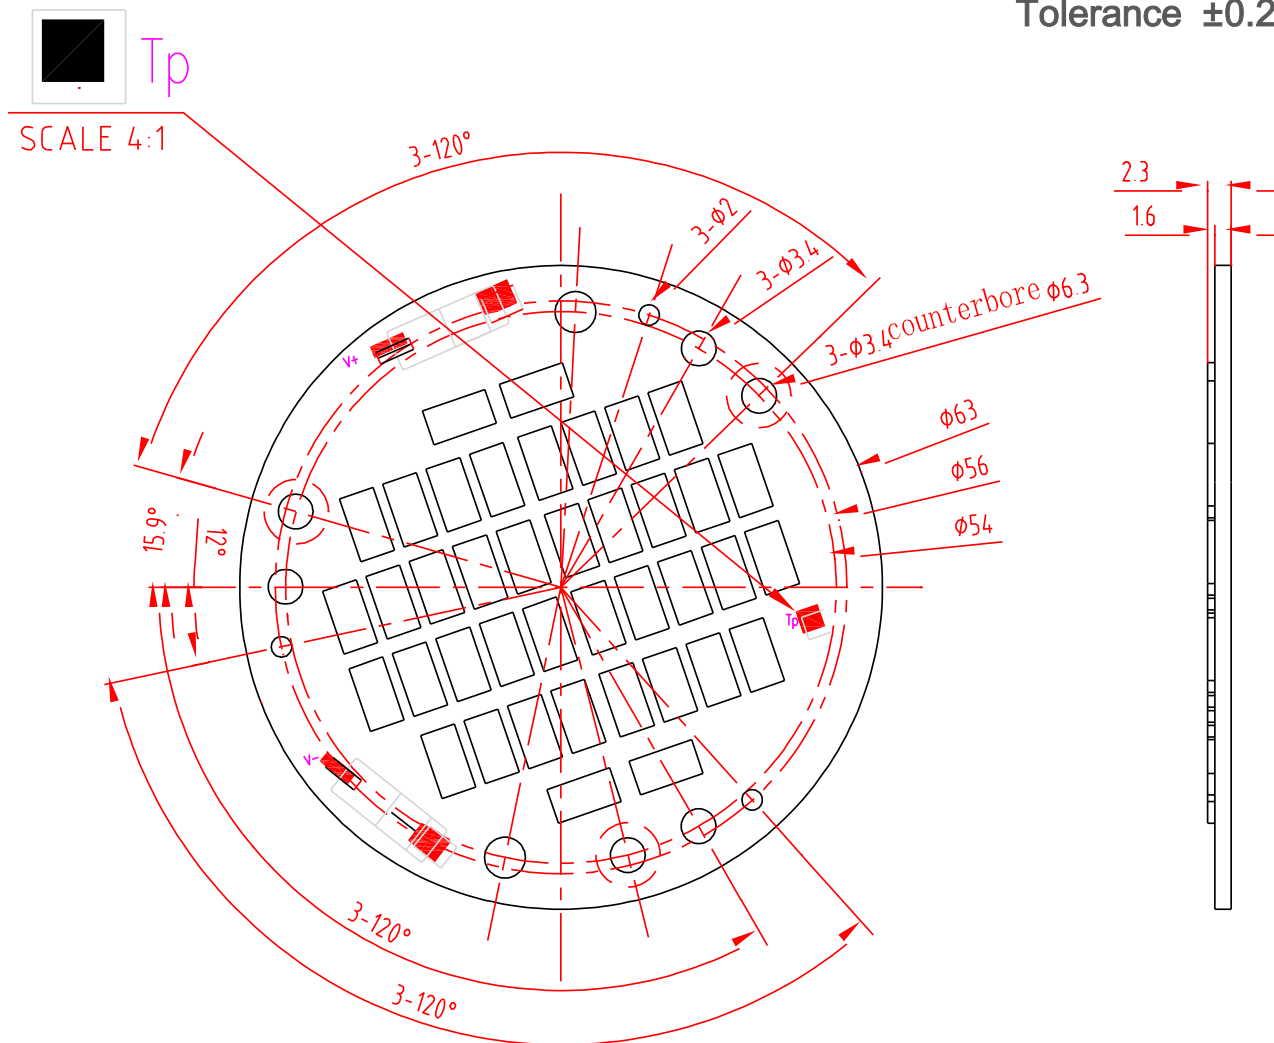 Tolerance ±0.2
Tp
SCALE 4:1
3-120°
2.3
1.6
3-Φ2
3-Φ3.4
3-Φ3.4counterbore Φ6.3
V+
Φ63
Φ56
Φ54
15.9°
12°
Tp
V-
3-120°
3-120°